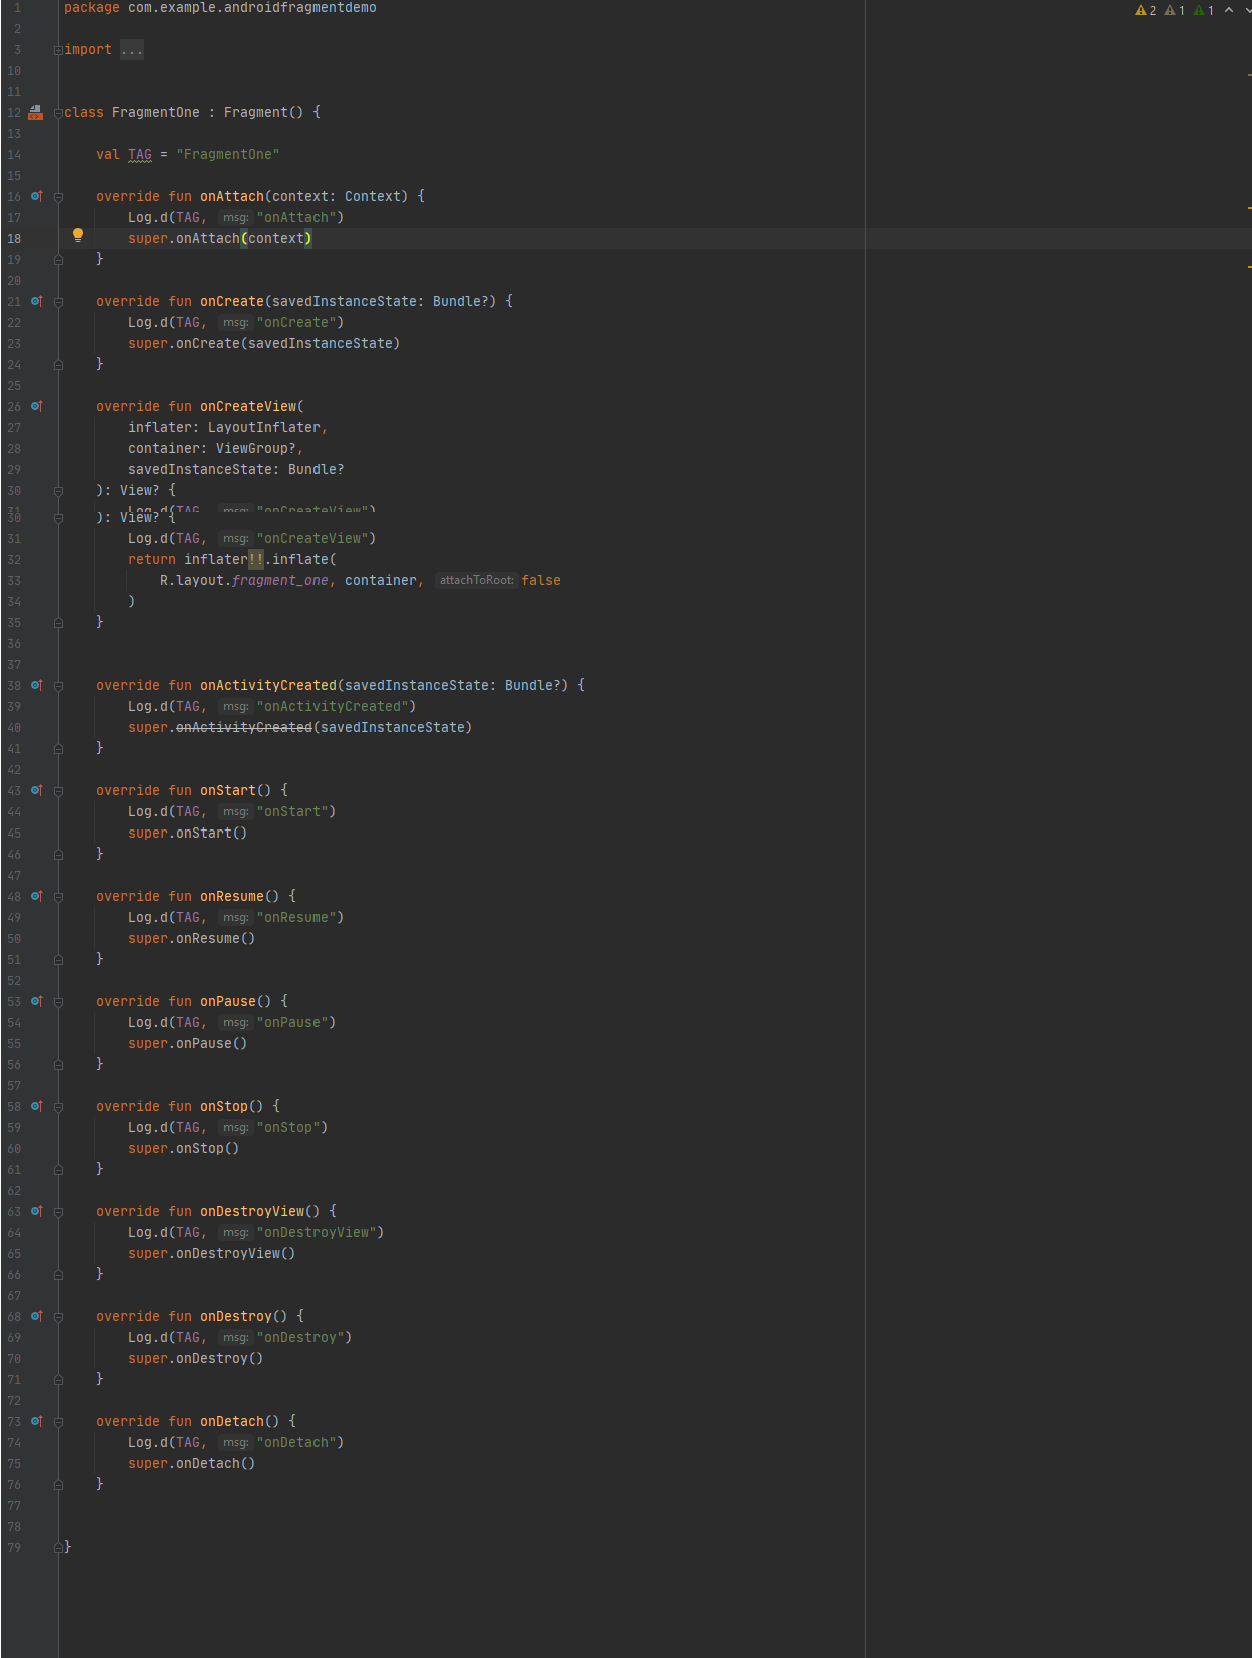 2 1 1
1 package com.example.androidfragmentdemo
2
3 import ...
10
11
12 class FragmentOne : Fragment() {
13
14 val TAG = "FragmentOne"
15
16 override fun onAttach(context: Context) {
17 Log.d(TAG, msg: "onAttach")
18 super.onAttach(context)
19 }
20
21 override fun onCreate(savedInstanceState: Bundle?) {
22 Log.d(TAG, msg: "onCreate")
23 super.onCreate(savedInstanceState)
24 }
25
26 override fun onCreateView(
27 inflater: LayoutInflater,
28 container: ViewGroup?,
29 savedInstanceState: Bundle?
30 ): View? {
31 Log.d(TAG, msg: "onCreateView")
30 ): View? {
31 Log.d(TAG, msg: "onCreateView")
32 return inflater!!.inflate(
33 R.layout.fragment_one, container, attachToRoot: false
34 )
35 }
36
37
38 override fun onActivityCreated(savedInstanceState: Bundle?) {
39 Log.d(TAG, msg: "onActivityCreated")
40 super.onActivityCreated(savedInstanceState)
41 }
42
43 override fun onStart() {
44 Log.d(TAG, msg: "onStart")
45 super.onStart()
46 }
47
48 override fun onResume() {
49 Log.d(TAG, msg: "onResume")
50 super.onResume()
51 }
52
53 override fun onPause() {
54 Log.d(TAG, msg: "onPause")
55 super.onPause()
56 }
57
58 override fun onStop() {
59 Log.d(TAG, msg: "onStop")
60 super.onStop()
61 }
62
63 override fun onDestroyView() {
64 Log.d(TAG, msg: "onDestroyView")
65 super.onDestroyView()
66 }
67
68 override fun onDestroy() {
69 Log.d(TAG, msg: "onDestroy")
70 super.onDestroy()
71 }
72
73 override fun onDetach() {
74 Log.d(TAG, msg: "onDetach")
75 super.onDetach()
76 }
77
78
79 }